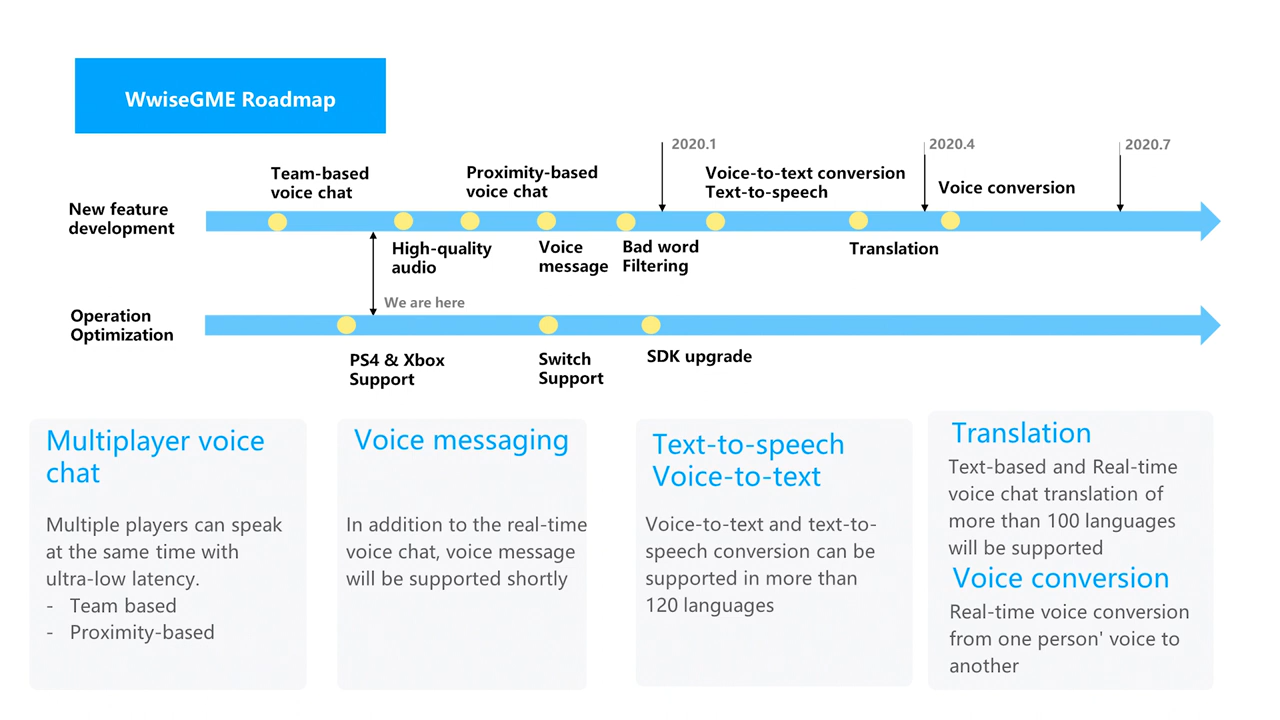 WwiseGME Roadmap
2020.1
2020.4
2020.7
Team-based
voice chat
Proximity-based
voice chat
Voice-to-text conversion
Text-to-speech
Voice conversion
New feature
development
High-quality
audio
Voice
message
Bad word
Filtering
Translation
We are here
Operation
Optimization
PS4 & Xbox
Support
Switch
Support
SDK upgrade
Multiplayer voice
chat
Multiple players can speak
at the same time with
ultra-low latency.
- Team based
- Proximity-based
Voice messaging
In addition to the real-time
voice chat, voice message
will be supported shortly
Text-to-speech
Voice-to-text
Voice-to-text and text-to-
speech conversion can be
supported in more than
120 languages
Translation
Text-based and Real-time
voice chat translation of
more than 100 languages
will be supported
Voice conversion
Real-time voice conversion
from one person' voice to
another